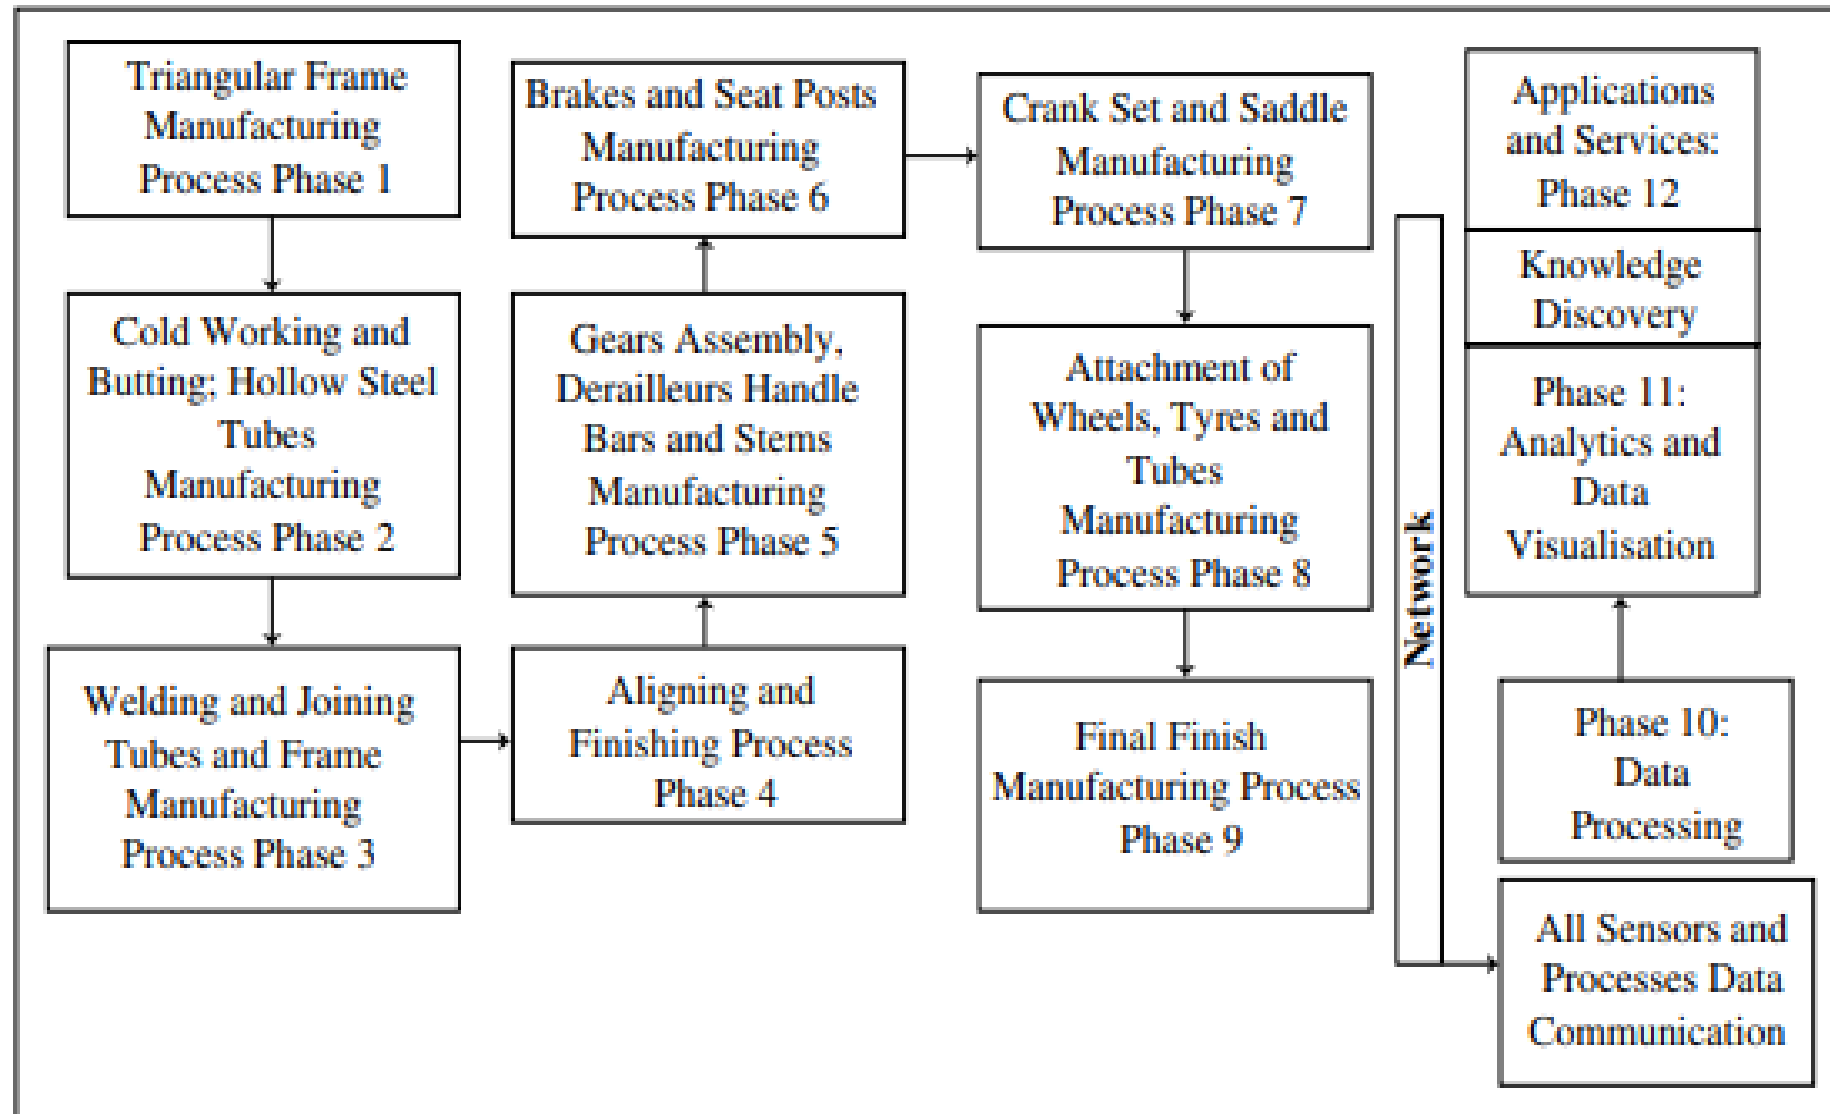 Triangular Frame
Manufacturing
Process Phase 1
Cold Working and
Butting; Hollow Steel
Tubes
Manufacturing
Process Phase 2
Welding and Joining
Tubes and Frame
Manufacturing
Process Phase 3
Aligning and
Finishing Process
Phase 4
Gears Assembly,
Derailleurs Handle
Bars and Stems
Manufacturing
Process Phase 5
Brakes and Seat Posts
Manufacturing
Process Phase 6
Crank Set and Saddle
Manufacturing
Process Phase 7
Attachment of
Wheels, Tyres and
Tubes
Manufacturing
Process Phase 8
Final Finish
Manufacturing Process
Phase 9
Network
All Sensors and
Processes Data
Communication
Phase 10:
Data
Processing
Phase 11:
Analytics and
Data
Visualisation
Knowledge
Discovery
Applications
and Services:
Phase 12